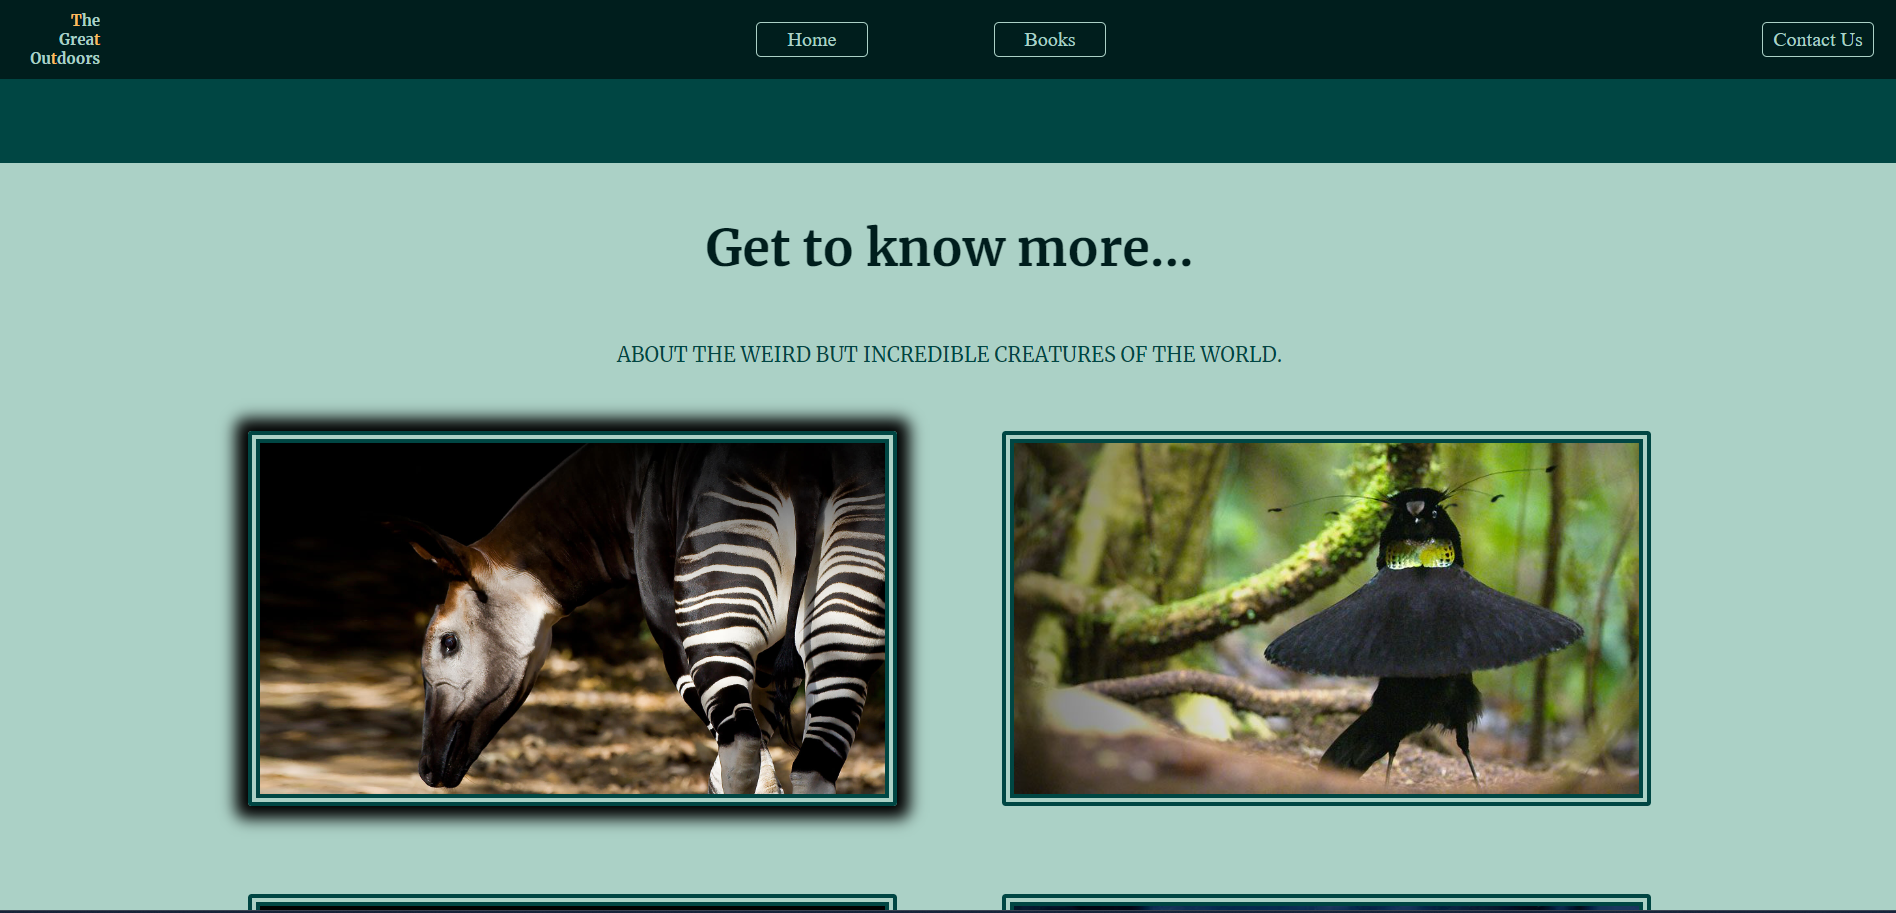 The
Great
Outdoors
Home
Books
Contact Us
Get to know more...
ABOUT THE WEIRD BUT INCREDIBLE CREATURES OF THE WORLD.